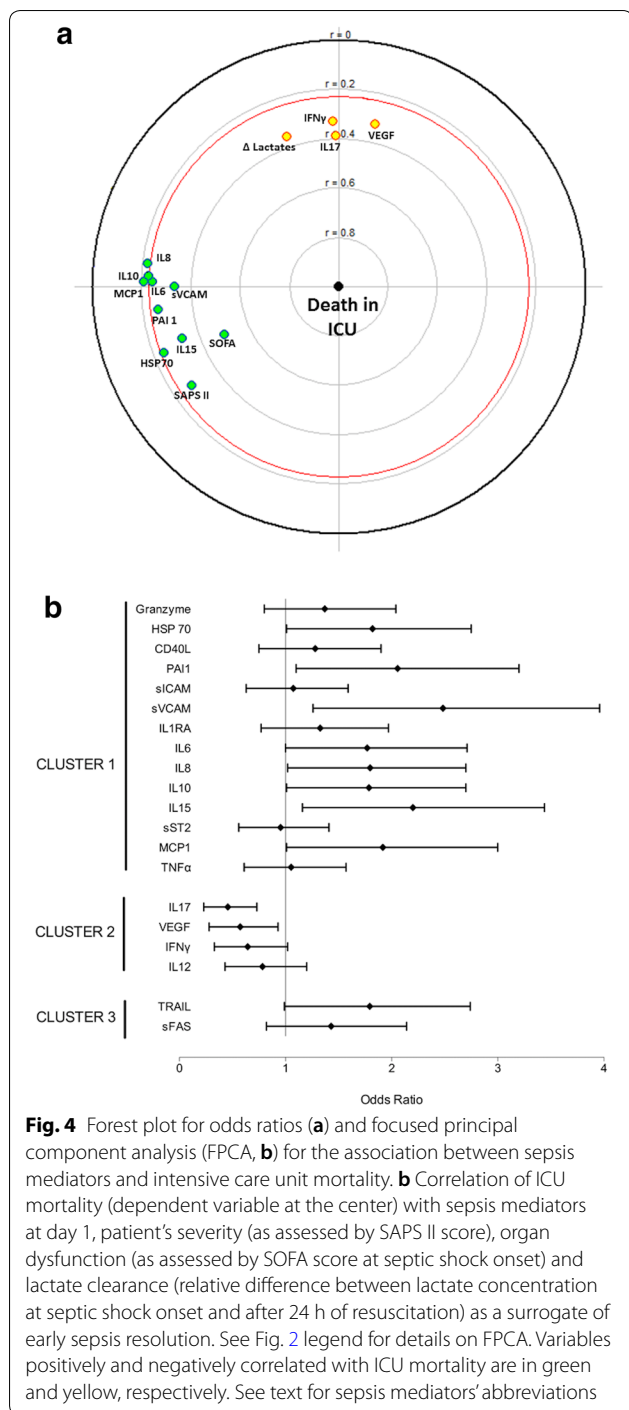 a
r = 0
r = 0.2
IFNγ
VEGF
Δ Lactates
IL17
r = 0.4
r = 0.6
r = 0.8
IL8
IL10
MCP1
IL6
sVCAM
Death in
ICU
PAI 1
IL15
SOFA
HSP70
SAPS II
b
CLUSTER 1
Granzyme
HSP 70
CD40L
PAI1
sICAM
sVCAM
IL1RA
IL6
IL8
IL10
IL15
sST2
MCP1
TNFα
CLUSTER 2
IL17
VEGF
IFNγ
IL12
CLUSTER 3
TRAIL
sFAS
0 1 2 3 4
Odds Ratio
Fig. 4 Forest plot for odds ratios (a) and focused principal
component analysis (FPCA, b) for the association between sepsis
mediators and intensive care unit mortality. b Correlation of ICU
mortality (dependent variable at the center) with sepsis mediators
at day 1, patient’s severity (as assessed by SAPS II score), organ
dysfunction (as assessed by SOFA score at septic shock onset) and
lactate clearance (relative difference between lactate concentration
at septic shock onset and after 24 h of resuscitation) as a surrogate of
early sepsis resolution. See Fig. 2 legend for details on FPCA. Variables
positively and negatively correlated with ICU mortality are in green
and yellow, respectively. See text for sepsis mediators’ abbreviations